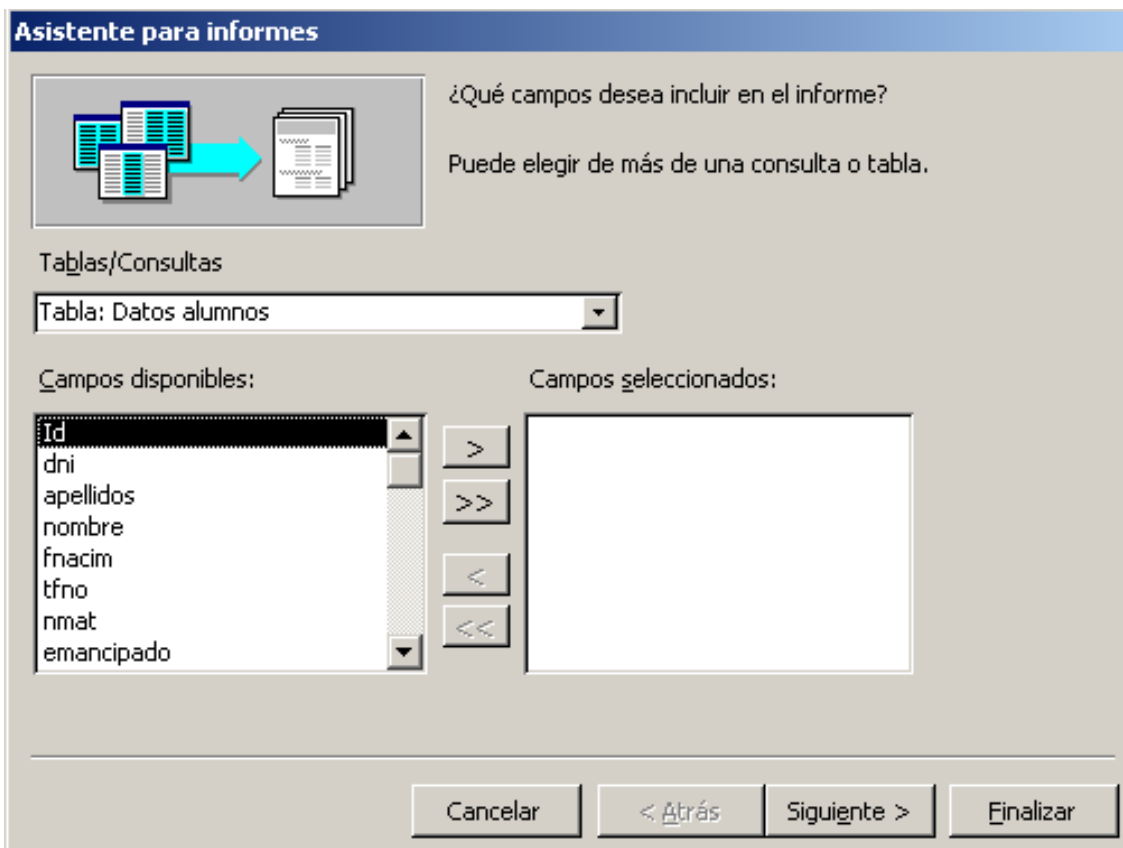 Asistente para informes
¿Qué campos desea incluir en el informe?
Puede elegir de más de una consulta o tabla.
Tablas/Consultas
Tabla: Datos alumnos
Campos disponibles:
Campos seleccionados:
Id
dni
apellidos
nombre
fnacim
tfno
nmat
emancipado
>
>>
<
<<
Cancelar
< Atrás
Siguiente >
Finalizar